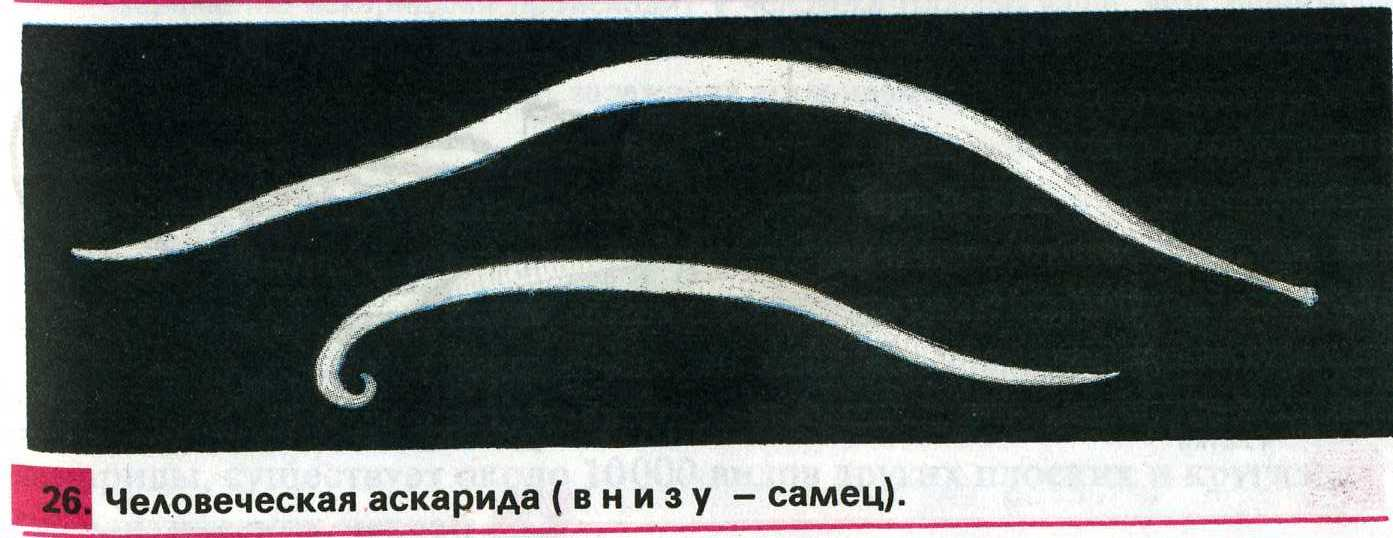 26. Человеческая аскарида ( в н и з у – самец).